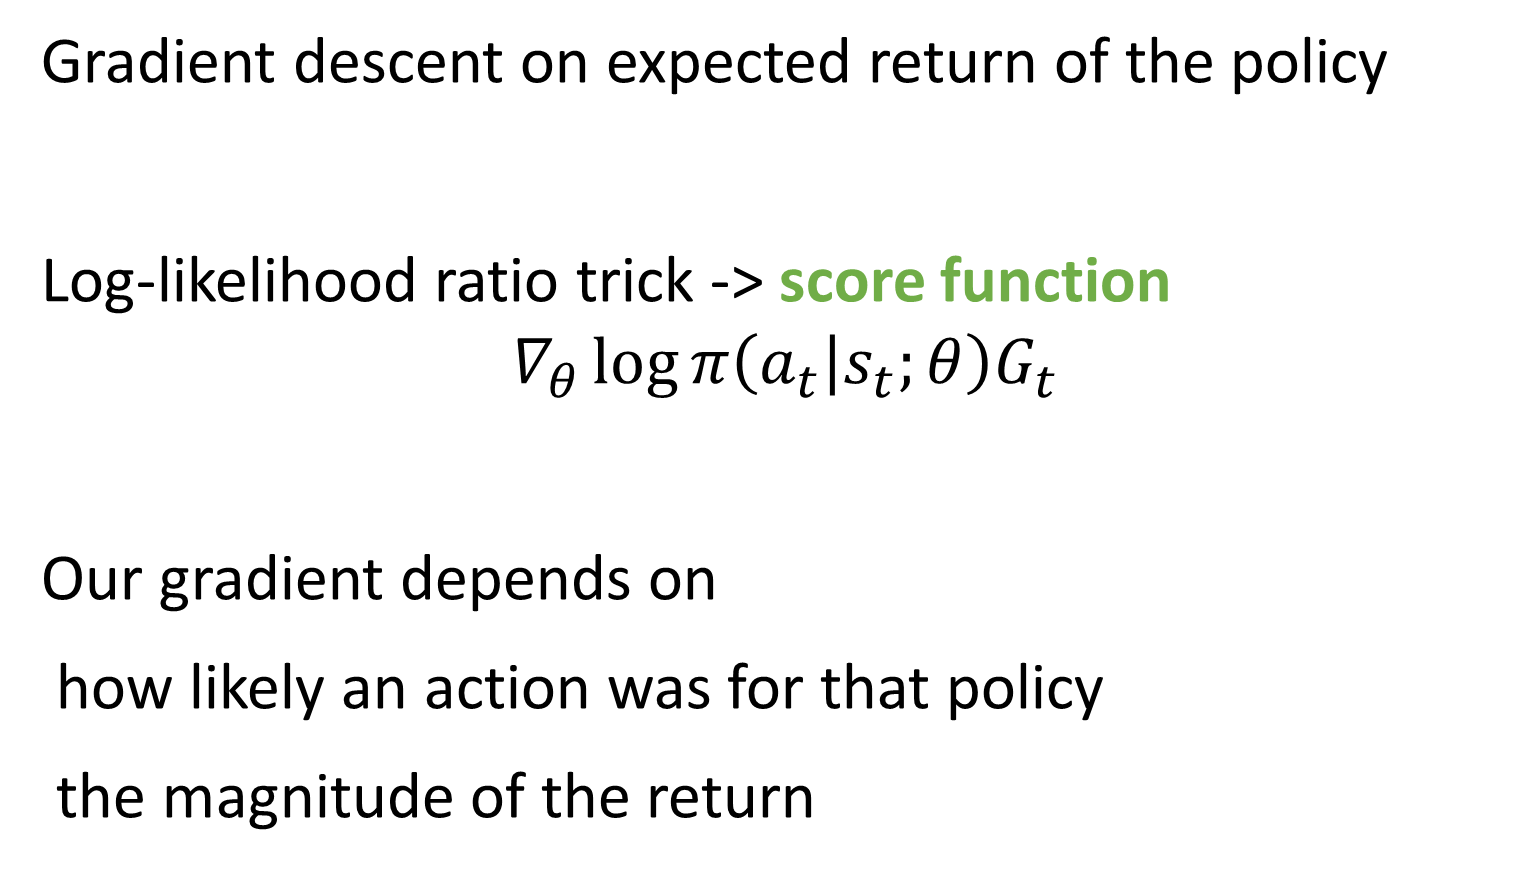 Gradient descent on expected return of the policy
Log-likelihood ratio trick -> score function
∇θ log π(at|st; θ)Gt
Our gradient depends on
how likely an action was for that policy
the magnitude of the return